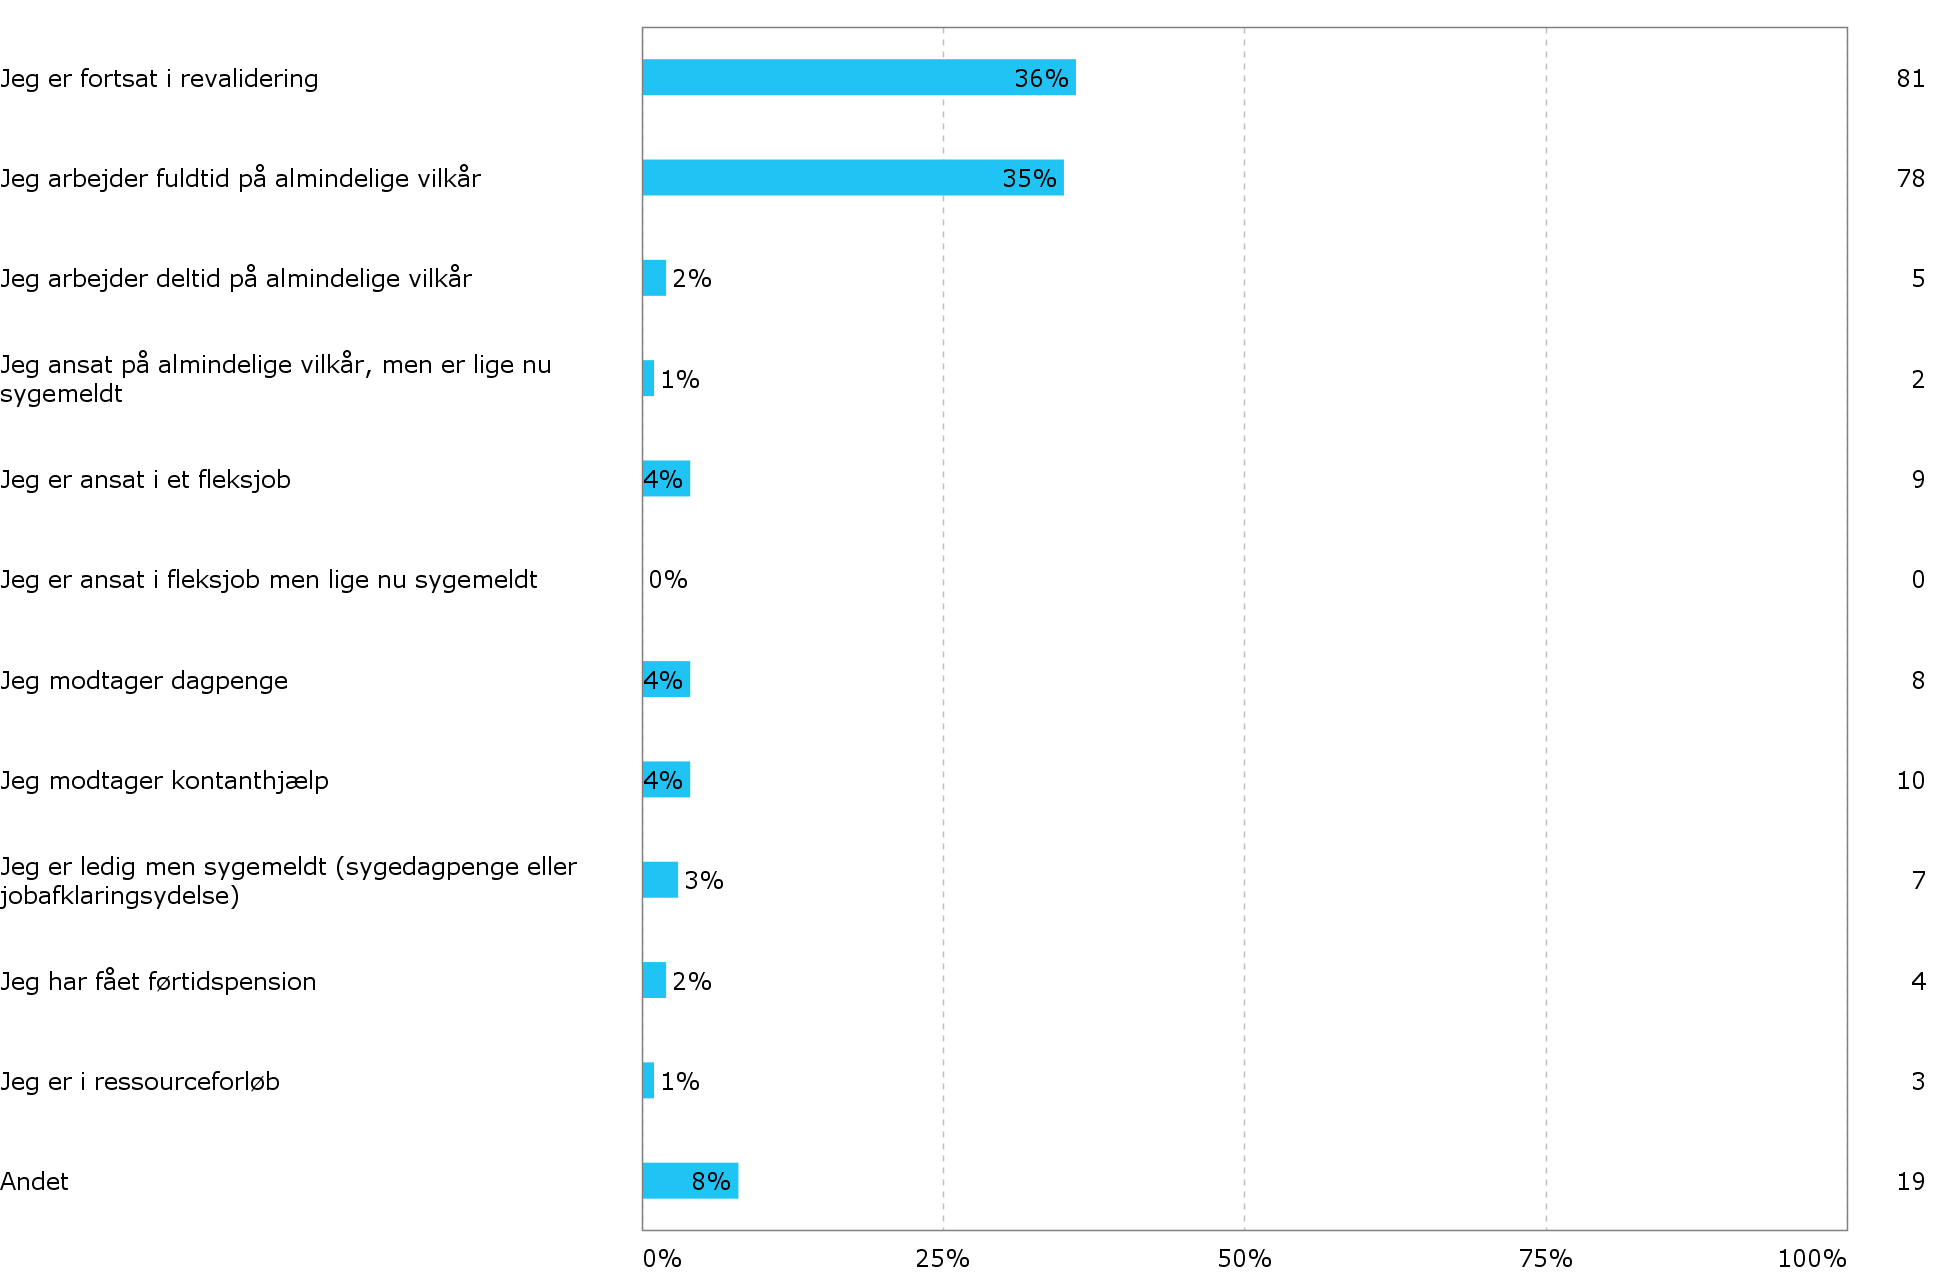 Jeg er fortsat i revalidering 36% 81
Jeg arbejder fuldtid på almindelige vilkår 35% 78
Jeg arbejder deltid på almindelige vilkår 2% 5
Jeg ansat på almindelige vilkår, men er lige nu
sygemeldt 1% 2
Jeg er ansat i et fleksjob 4% 9
Jeg er ansat i fleksjob men lige nu sygemeldt 0% 0
Jeg modtager dagpenge 4% 8
Jeg modtager kontanthjælp 4% 10
Jeg er ledig men sygemeldt (sygedagpenge eller
jobafklaringsydelse) 3% 7
Jeg har fået førtidspension 2% 4
Jeg er i ressourceforløb 1% 3
Andet 8% 19
0% 25% 50% 75% 100%